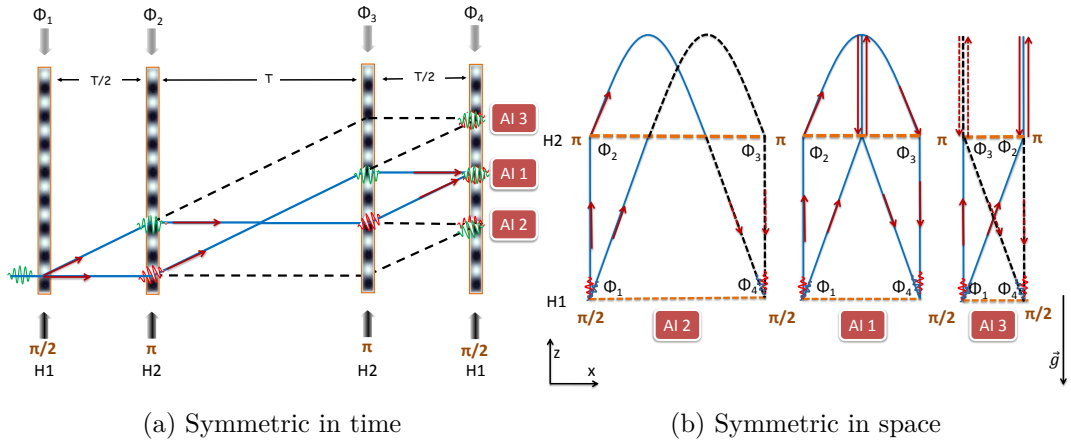 Φ1 Φ2 Φ3 Φ4
T/2 T T/2
AI 3
AI 1
AI 2
π/2 π π π/2
H1 H2 H2 H1
(a) Symmetric in time
H2 π Φ2 Φ3 π Φ2 Φ3 π Φ3 Φ2 π
H1 Φ1 Φ4 Φ1 Φ4 Φ1 Φ4
π/2 AI 2 π/2 AI 1 π/2 AI 3 π/2
z
x
g⃗
(b) Symmetric in space